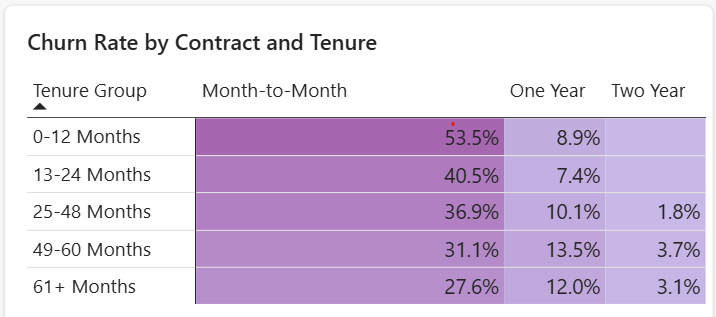 Churn Rate by Contract and Tenure
Tenure Group Month-to-Month One Year Two Year
0-12 Months 53.5% 8.9%
13-24 Months 40.5% 7.4%
25-48 Months 36.9% 10.1% 1.8%
49-60 Months 31.1% 13.5% 3.7%
61+ Months 27.6% 12.0% 3.1%